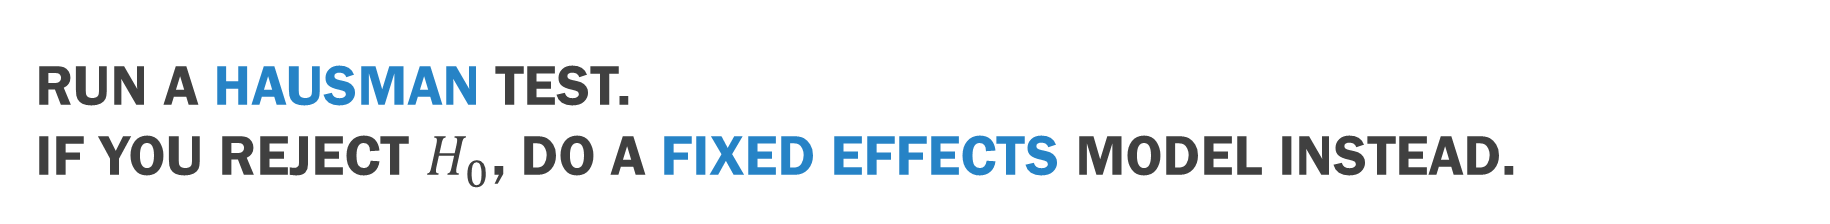 RUN A HAUSMAN TEST.
IF YOU REJECT H₀, DO A FIXED EFFECTS MODEL INSTEAD.